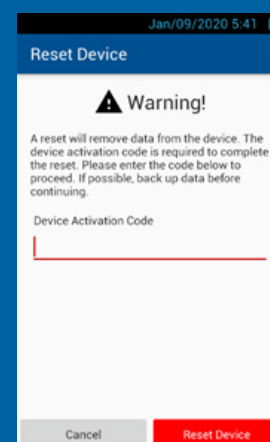 Jan/09/2020 5:41
Reset Device
Warning!
A reset will remove data from the device. The
device activation code is required to complete
the reset. Please enter the code below to
proceed. If possible, back up data before
continuing.
Device Activation Code
Cancel
Reset Device